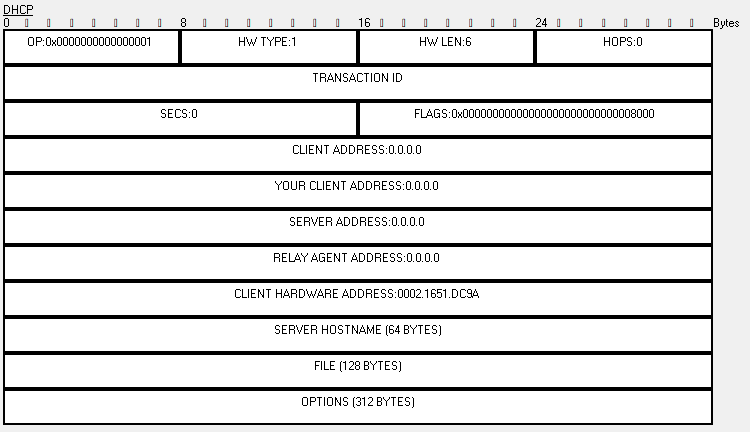 DHCP
0 8 16 24 Bytes
OP:0x0000000000000001 HW TYPE:1 HW LEN:6 HOPS:0
TRANSACTION ID
SECS:0 FLAGS:0x00000000000000000000000000008000
CLIENT ADDRESS:0.0.0.0
YOUR CLIENT ADDRESS:0.0.0.0
SERVER ADDRESS:0.0.0.0
RELAY AGENT ADDRESS:0.0.0.0
CLIENT HARDWARE ADDRESS:0002.1651.DC9A
SERVER HOSTNAME (64 BYTES)
FILE (128 BYTES)
OPTIONS (312 BYTES)